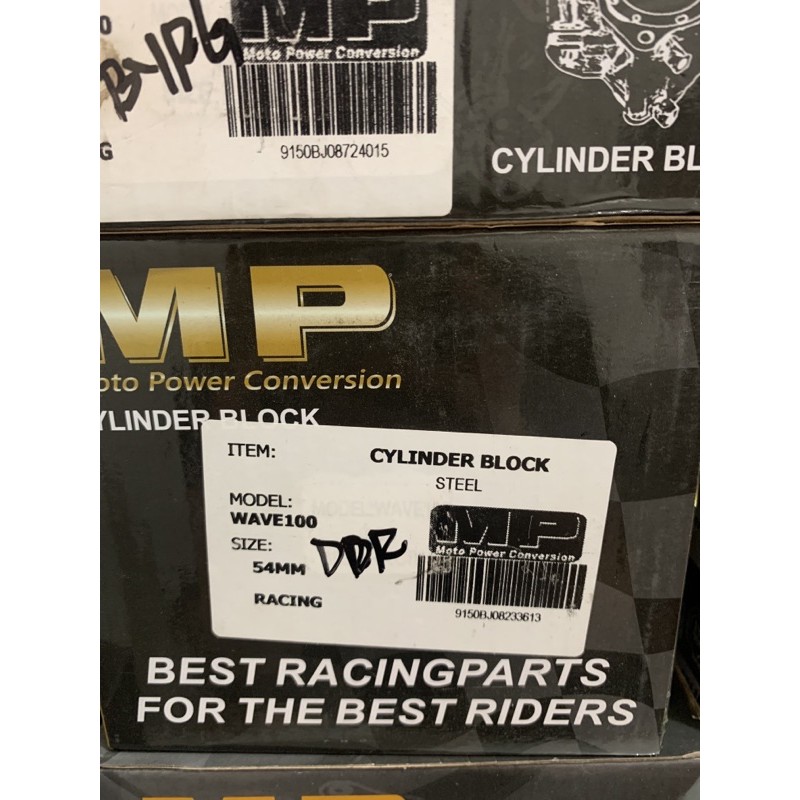 MP
Moto Power Conversion
9150BJ08724015
G
CYLINDER BL
MP
oto Power Conversion
YLINDER BLOCK
ITEM: CYLINDER BLOCK
STEEL
MODEL:
WAVE100
SIZE:
54MM
RACING
MP
Moto Power Conversion
9150BJ08233613
BEST RACINGPARTS
FOR THE BEST RIDERS